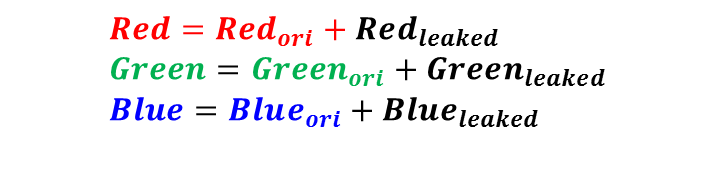 Red = Red_ori + Red_leaked
Green = Green_ori + Green_leaked
Blue = Blue_ori + Blue_leaked